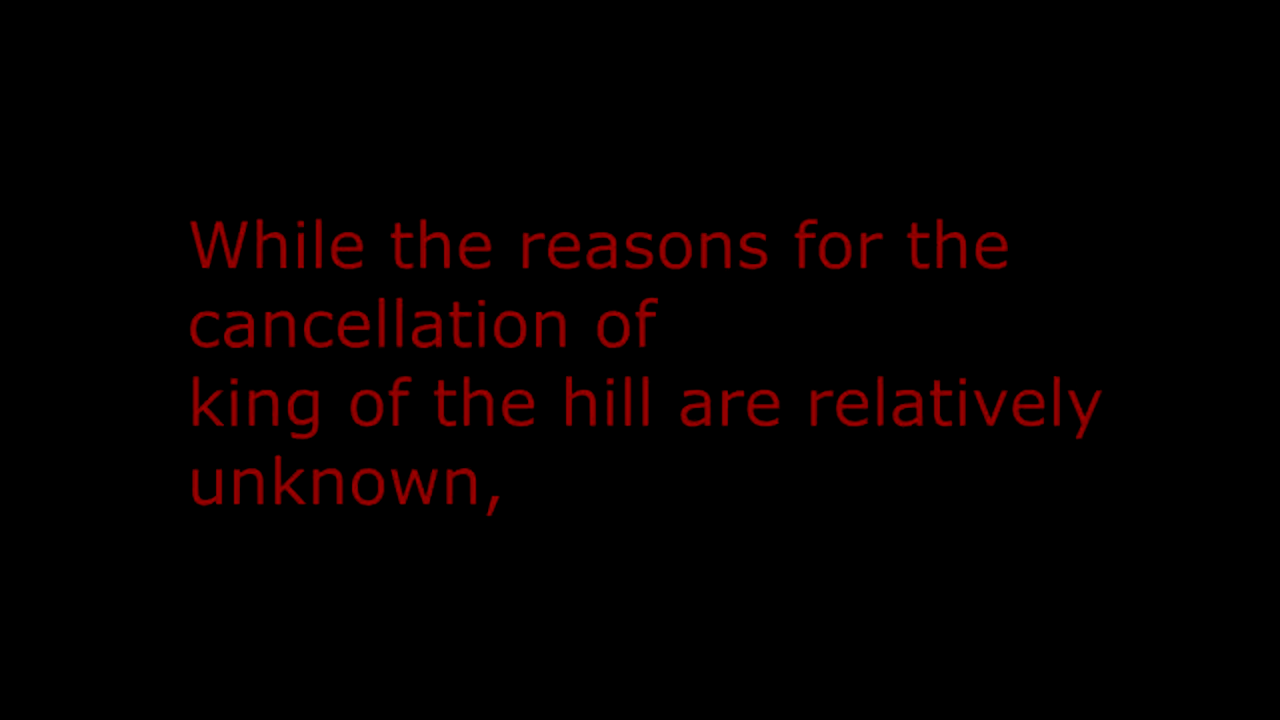 While the reasons for the
cancellation of
king of the hill are relatively
unknown,